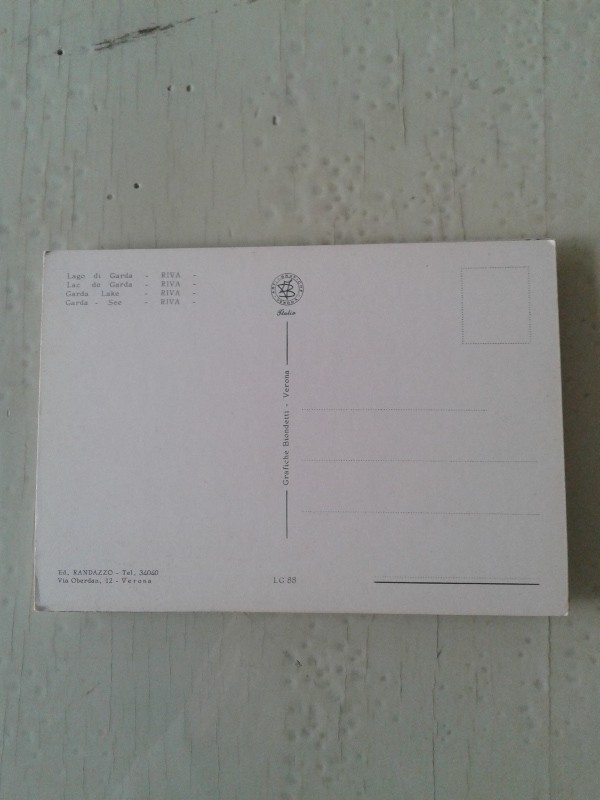 Lago di Garda - RIVA -
Lac de Garda - RIVA -
Garda Lake - RIVA -
Garda - See - RIVA -
Italia
Grafiche Biondetti - Verona
Ed. RANDAZZO - Tel. 34040
Via Oberdan, 12 - Verona
LG 88